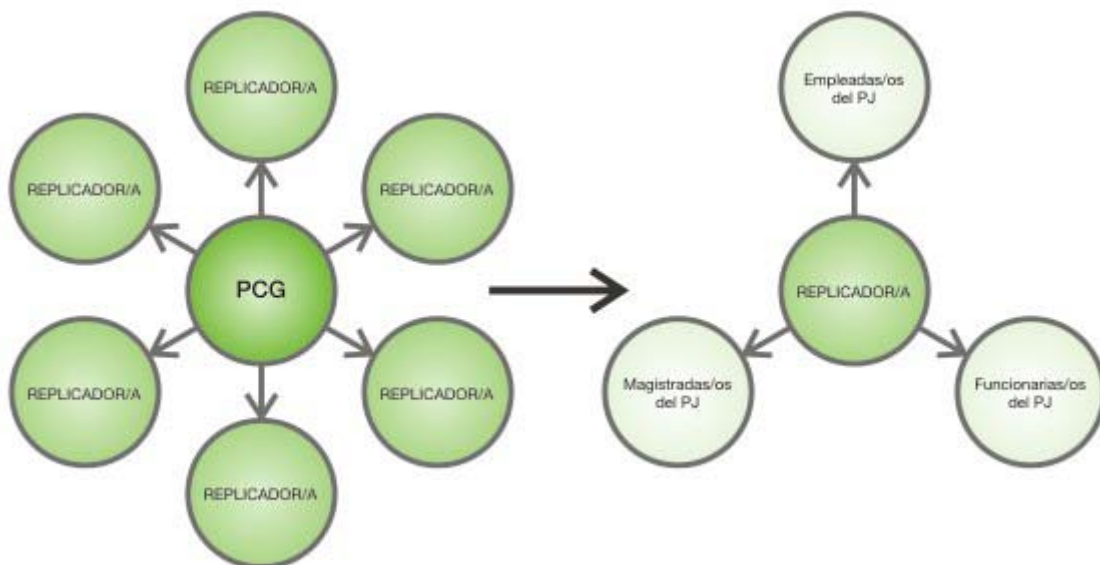 REPLICADOR/A
Empleadas/os
del PJ
REPLICADOR/A
REPLICADOR/A
PCG
REPLICADOR/A
REPLICADOR/A
REPLICADOR/A
Magistradas/os
del PJ
Funcionarias/os
del PJ
REPLICADOR/A